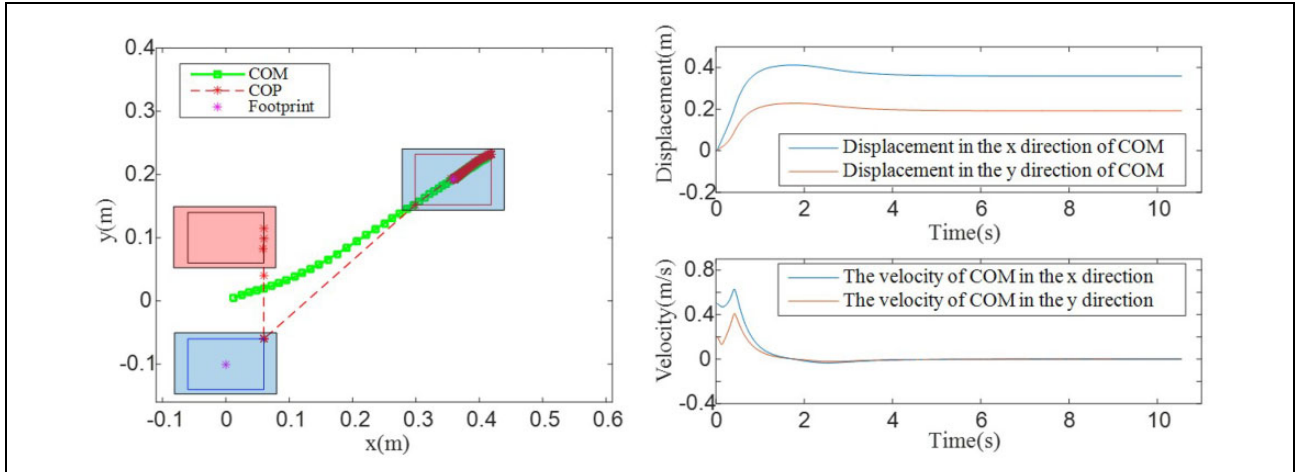 0.4
0.3
0.2
0.1
0
-0.1
y(m)
COM
COP
Footprint
-0.1 0 0.1 0.2 0.3 0.4 0.5 0.6
x(m)
Displacement(m)
0.4
0.2
0
-0.2
Displacement in the x direction of COM
Displacement in the y direction of COM
0 2 4 6 8 10
Time(s)
Velocity(m/s)
0.8
0.4
0
-0.4
The velocity of COM in the x direction
The velocity of COM in the y direction
0 2 4 6 8 10
Time(s)